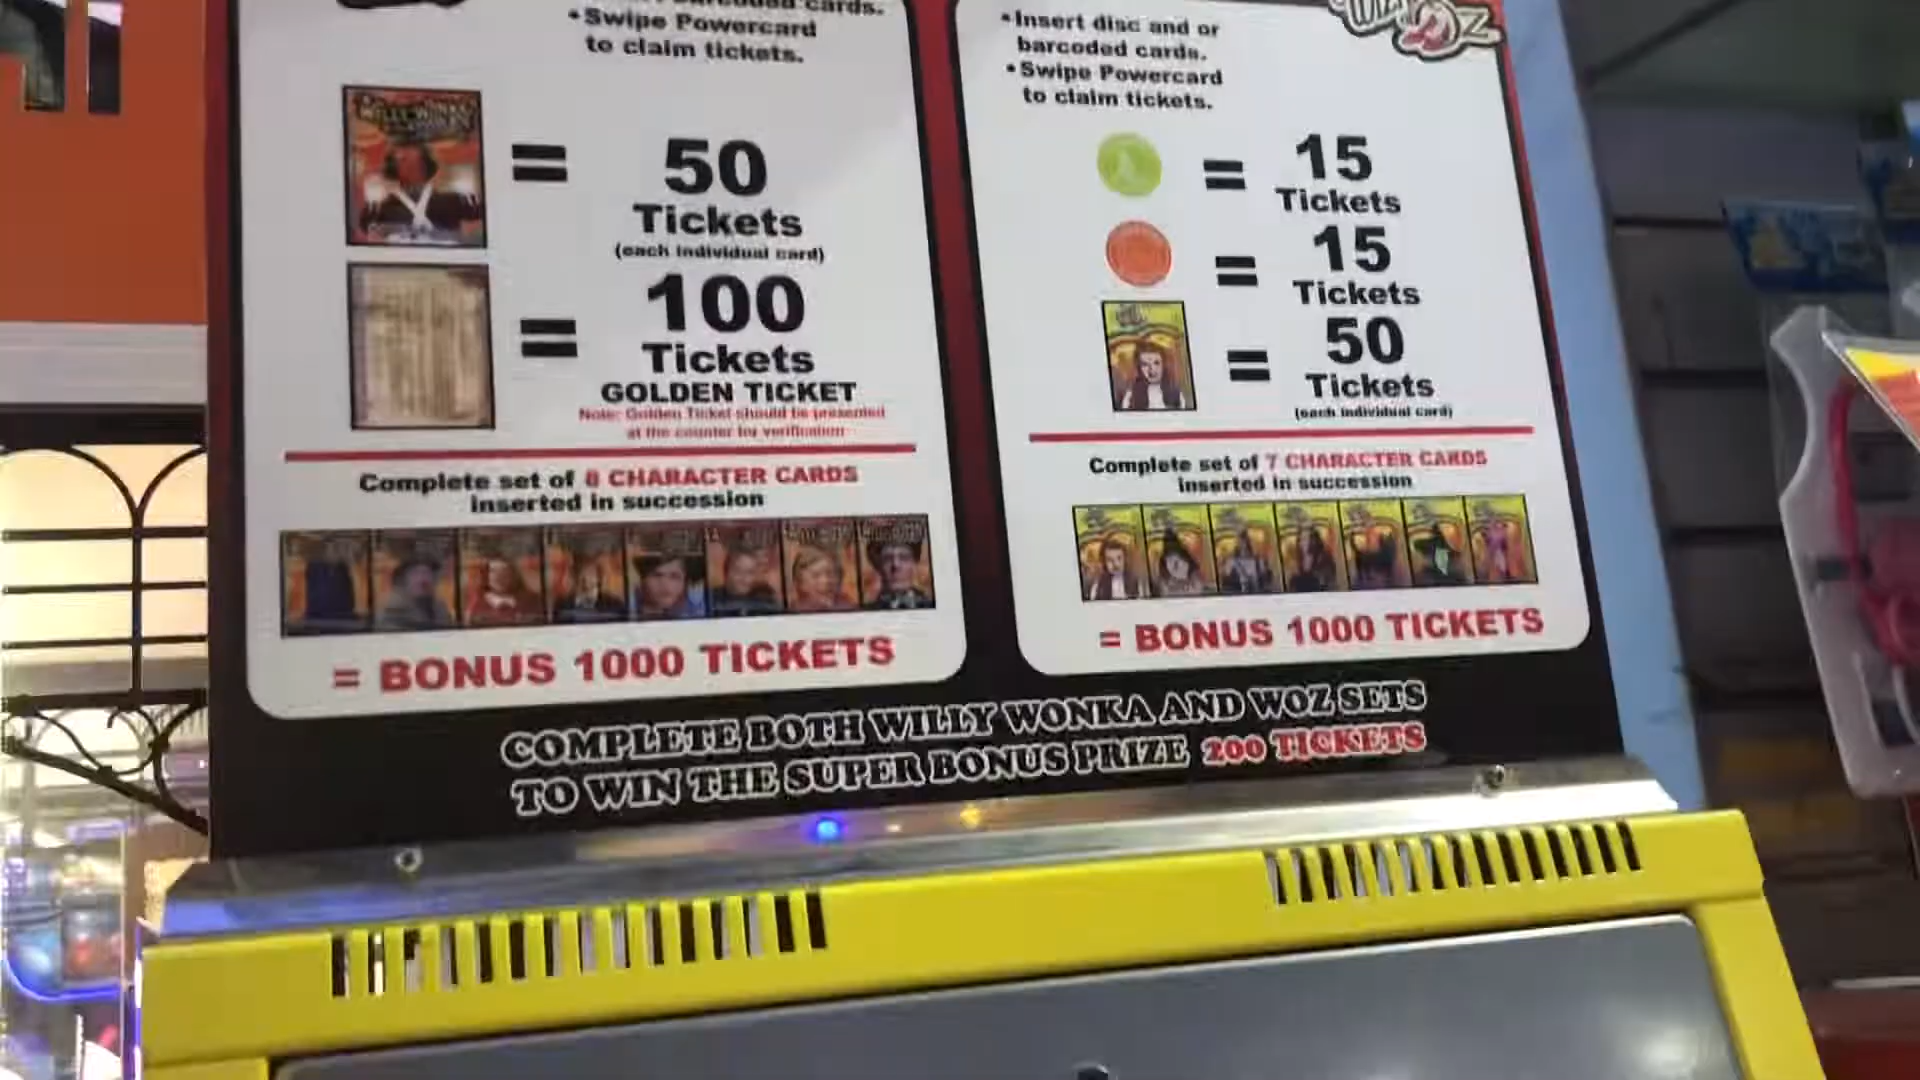 barcoded cards.
•Swipe Powercard
to claim tickets.
= 50
Tickets
(each individual card)
= 100
Tickets
GOLDEN TICKET
Note: Golden Ticket should be presented
at the counter for verification
Complete set of 8 CHARACTER CARDS
inserted in succession
= BONUS 1000 TICKETS
•Insert disc and or
barcoded cards.
•Swipe Powercard
to claim tickets.
= 15
Tickets
= 15
Tickets
= 50
Tickets
(each individual card)
Complete set of 7 CHARACTER CARDS
inserted in succession
= BONUS 1000 TICKETS
COMPLETE BOTH WILLY WONKA AND WOZ SETS
TO WIN THE SUPER BONUS PRIZE 200 TICKETS